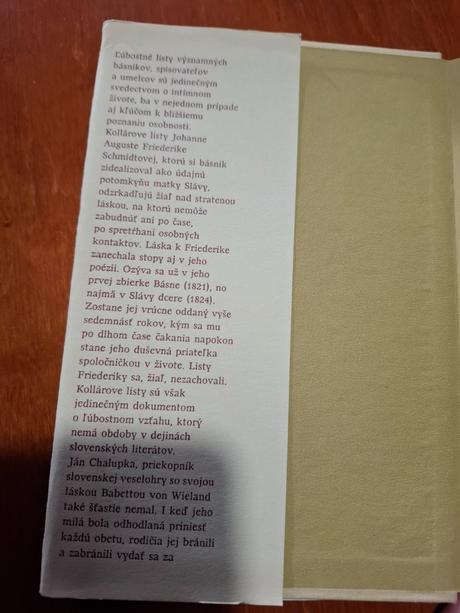 Ľúbostné listy významných
básnikov, spisovateľov
a umelcov sú jedinečným
svedectvom o intímnom
živote, ba v nejednom prípade
aj kľúčom k bližšiemu
poznaniu osobnosti.
Kollárove listy Johanne
Auguste Friederike
Schmidtovej, ktorú si básnik
zidealizoval ako údajnú
potomkyňu matky Slávy,
odzrkadľujú žiaľ nad stratenou
láskou, na ktorú nemôže
zabudnúť ani po čase,
po spretŕhaní osobných
kontaktov. Láska k Friederike
zanechala stopy aj v jeho
poézii. Ozýva sa už v jeho
prvej zbierke Básne (1821), no
najmä v Slávy dcere (1824).
Zostane jej vrúcne oddaný vyše
sedemnásť rokov, kým sa mu
po dlhom čase čakania napokon
stane jeho duševná priateľka
spoločníčkou v živote. Listy
Friederiky sa, žiaľ, nezachovali.
Kollárove listy sú však
jedinečným dokumentom
o ľúbostnom vzťahu, ktorý
nemá obdoby v dejinách
slovenských literátov.
Ján Chalupka, priekopník
slovenskej veselohry so svojou
láskou Babettou von Wieland
také šťastie nemal. I keď jeho
milá bola odhodlaná priniesť
každú obetu, rodičia jej bránili
a zabránili vydať sa za